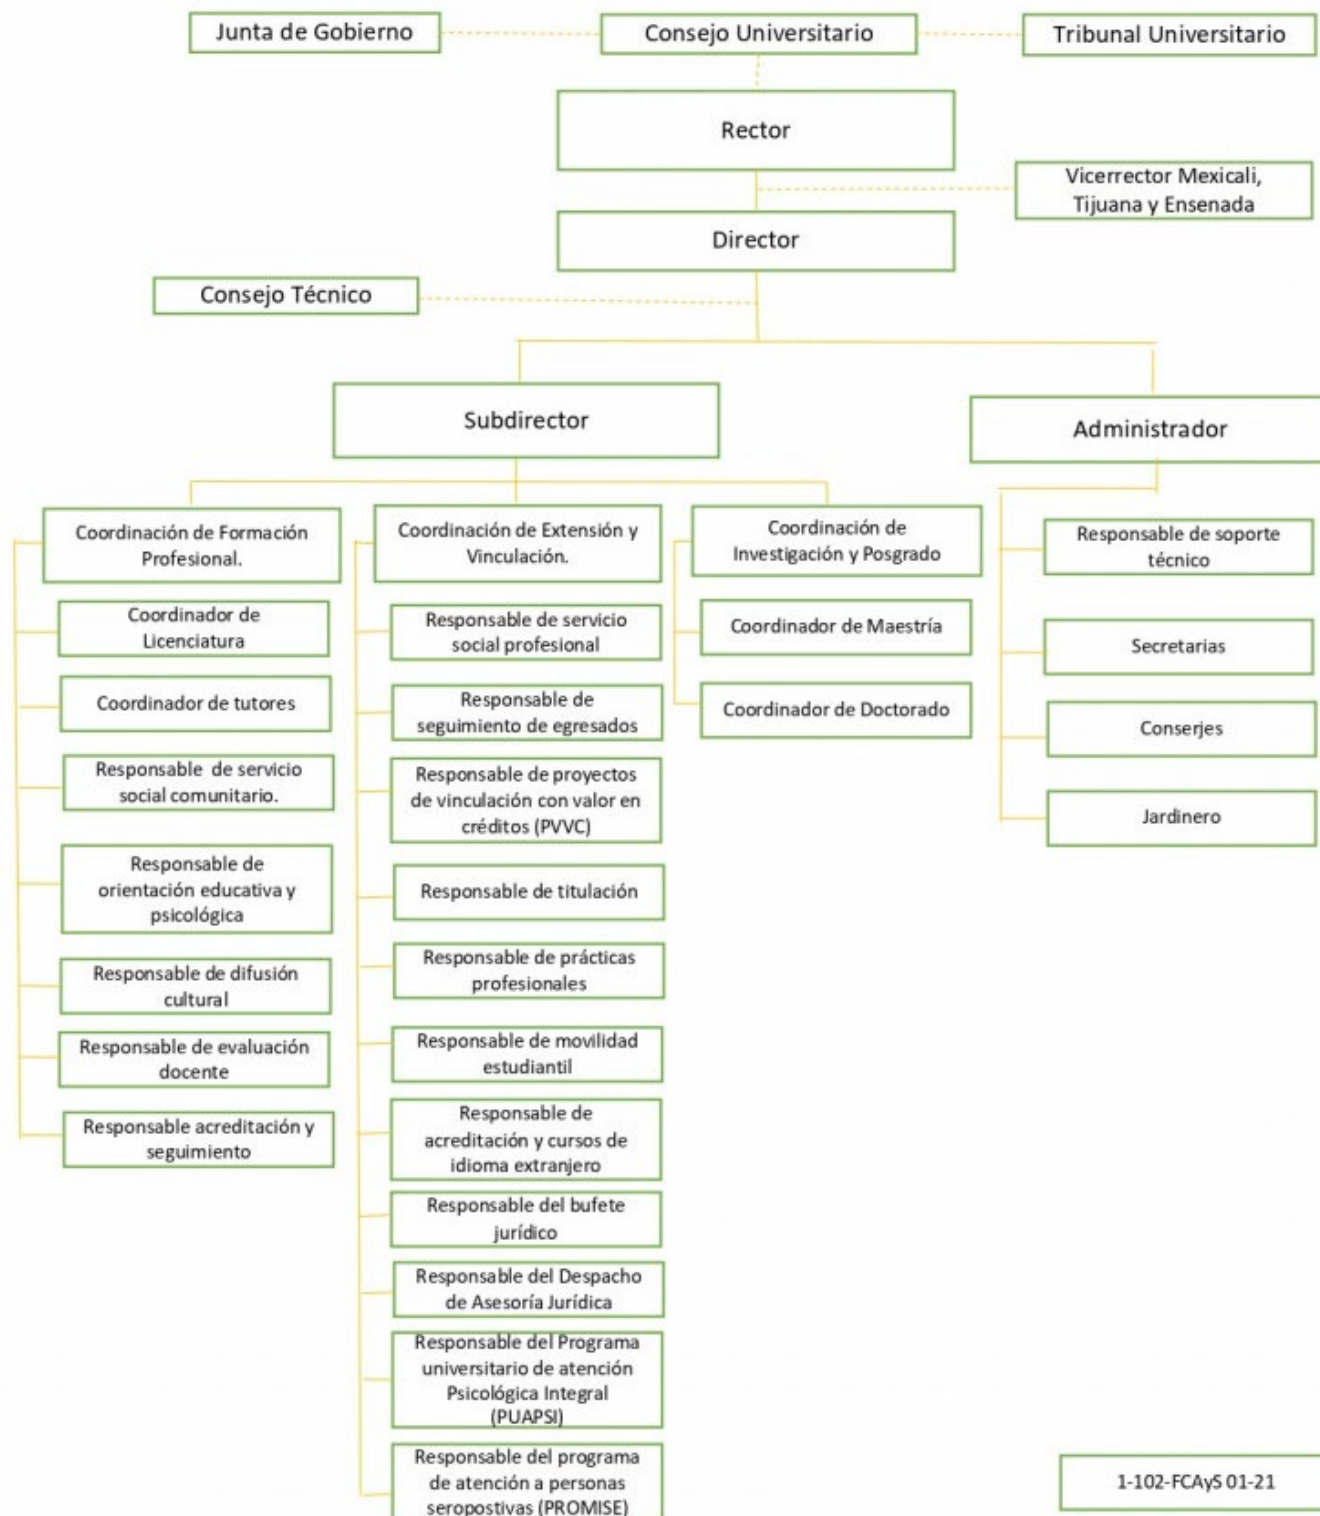 Junta de Gobierno
Consejo Universitario
Tribunal Universitario
Rector
Vicerrector Mexicali,
Tijuana y Ensenada
Director
Consejo Técnico
Subdirector
Administrador
Coordinación de Formación
Profesional.
Coordinador de
Licenciatura
Coordinador de tutores
Responsable de servicio
social comunitario.
Responsable de
orientación educativa y
psicológica
Responsable de difusión
cultural
Responsable de evaluación
docente
Responsable acreditación y
seguimiento
Coordinación de Extensión y
Vinculación.
Responsable de servicio
social profesional
Responsable de
seguimiento de egresados
Responsable de proyectos
de vinculación con valor en
créditos (PVVC)
Responsable de titulación
Responsable de prácticas
profesionales
Responsable de movilidad
estudiantil
Responsable de
acreditación y cursos de
idioma extranjero
Responsable del bufete
jurídico
Responsable del Despacho
de Asesoría Jurídica
Responsable del Programa
universitario de atención
Psicológica Integral
(PUAPSI)
Responsable del programa
de atención a personas
seropostivas (PROMISE)
Coordinación de
Investigación y Posgrado
Coordinador de Maestría
Coordinador de Doctorado
Responsable de soporte
técnico
Secretarias
Conserjes
Jardinero
1-102-FCAyS 01-21